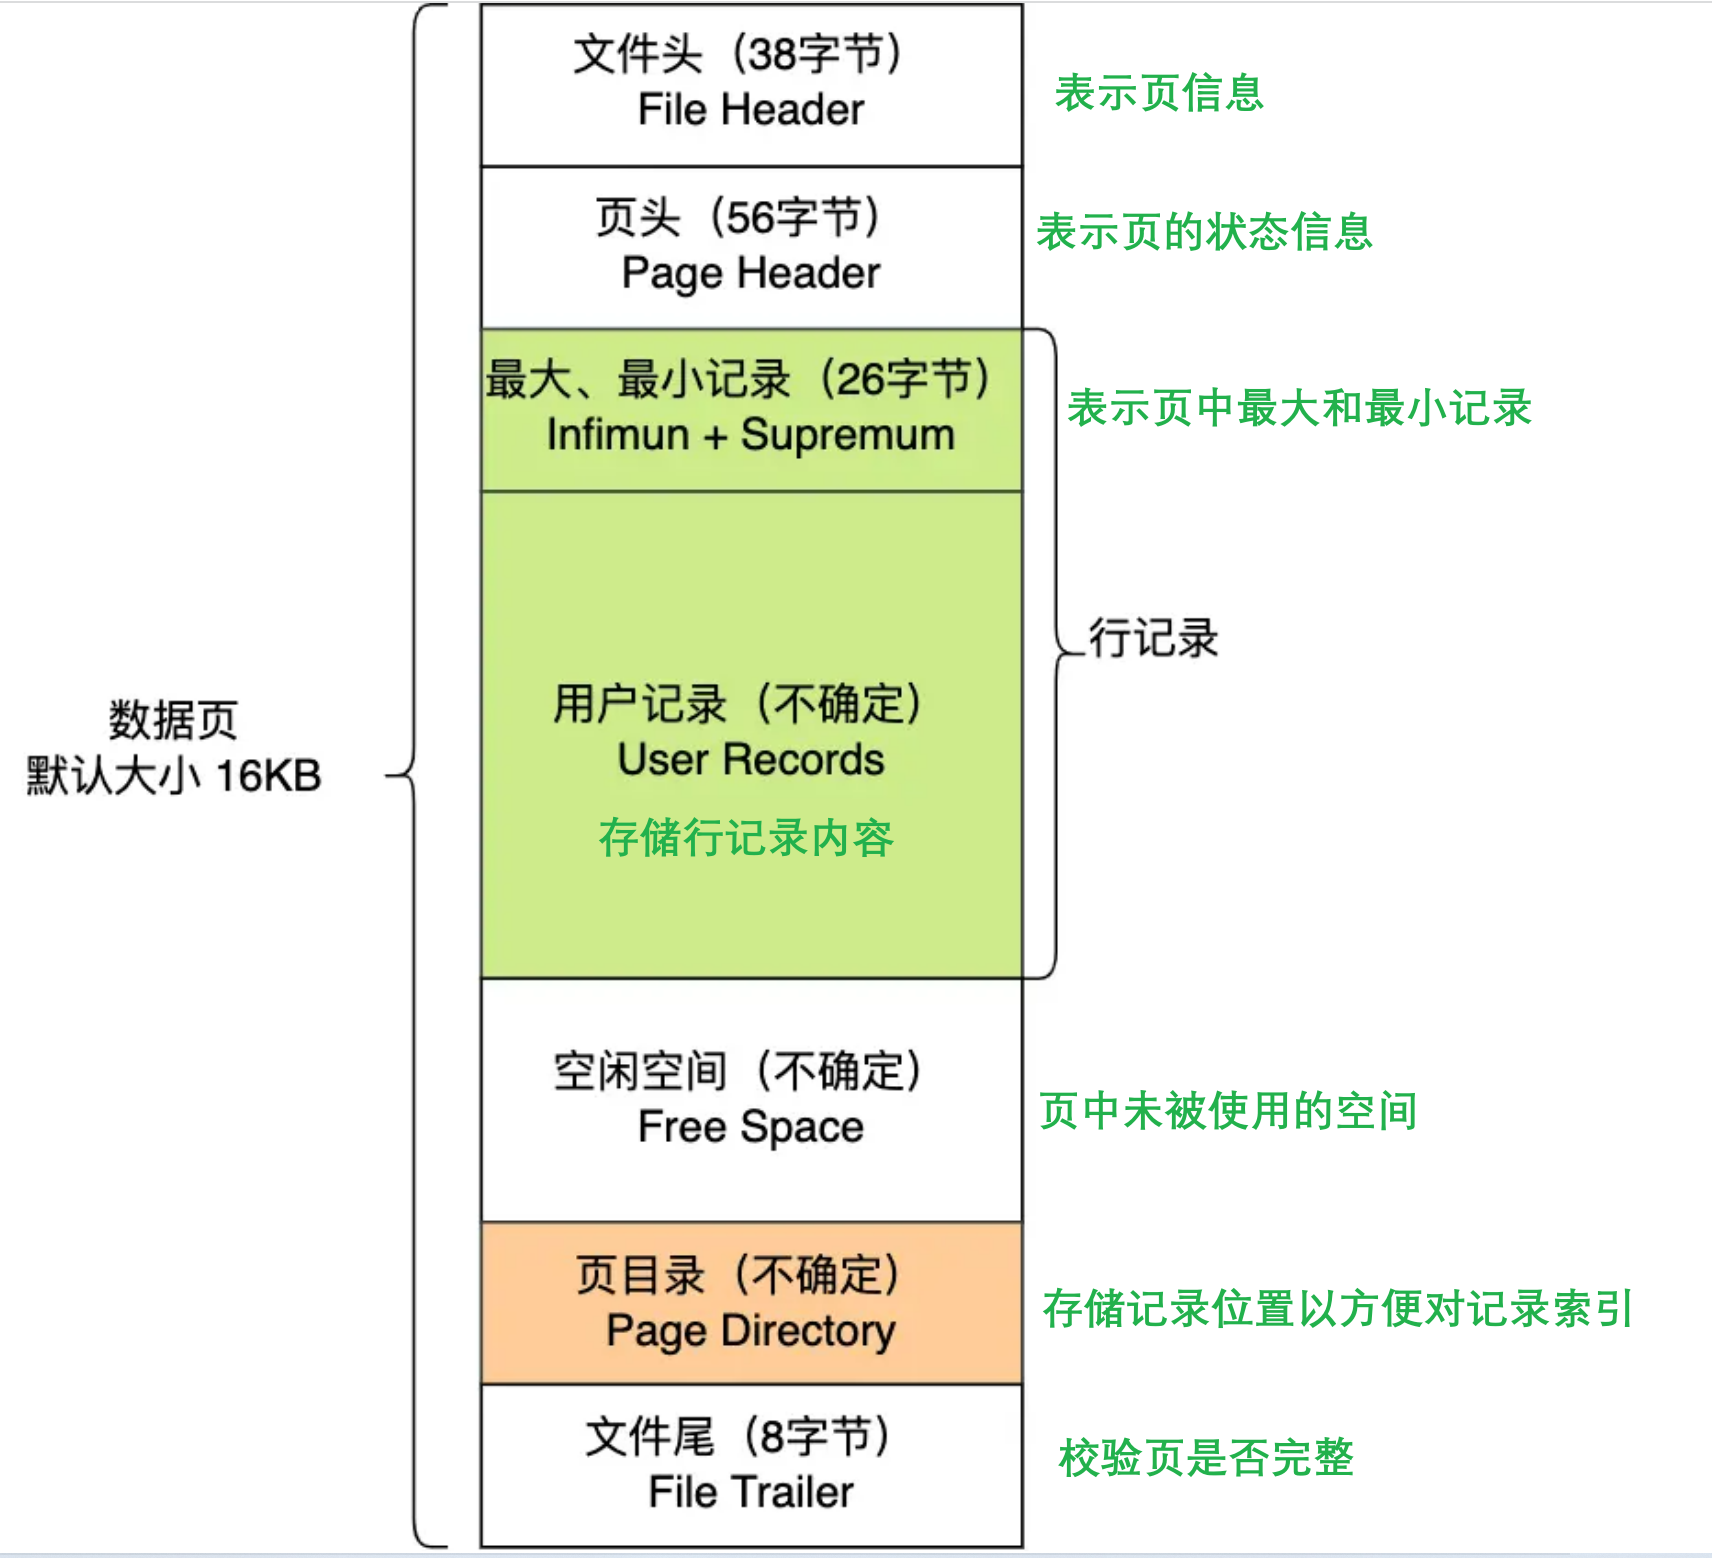 文件头（38字节）
File Header
表示页信息
页头（56字节）
Page Header
表示页的状态信息
最大、最小记录（26字节）
Infimun + Supremum
表示页中最大和最小记录
行记录
用户记录（不确定）
User Records
存储行记录内容
数据页
默认大小 16KB
空闲空间（不确定）
Free Space
页中未被使用的空间
页目录（不确定）
Page Directory
存储记录位置以方便对记录索引
文件尾（8字节）
File Trailer
校验页是否完整